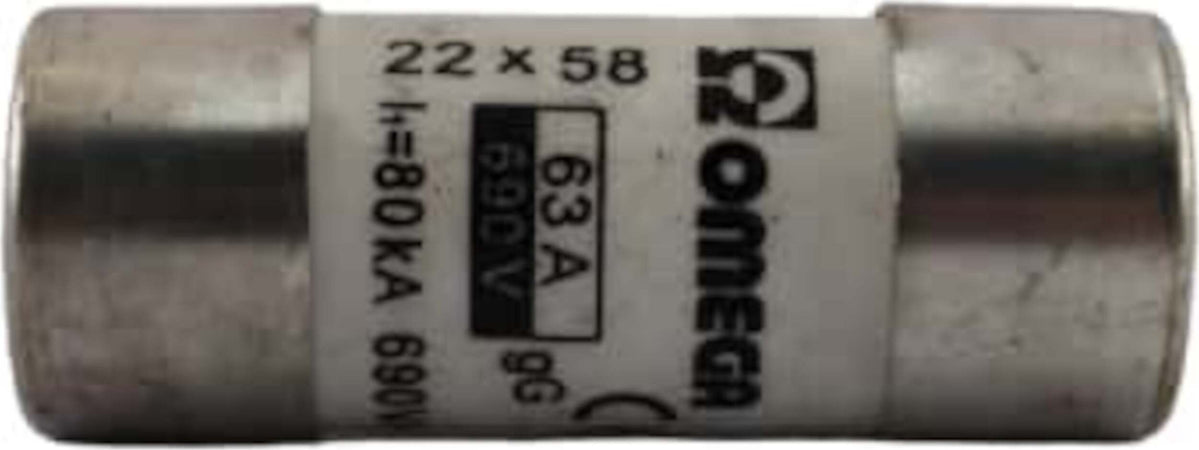 OMEGA
22 x 58
63 A
690V
gG
I₁=80kA 690V